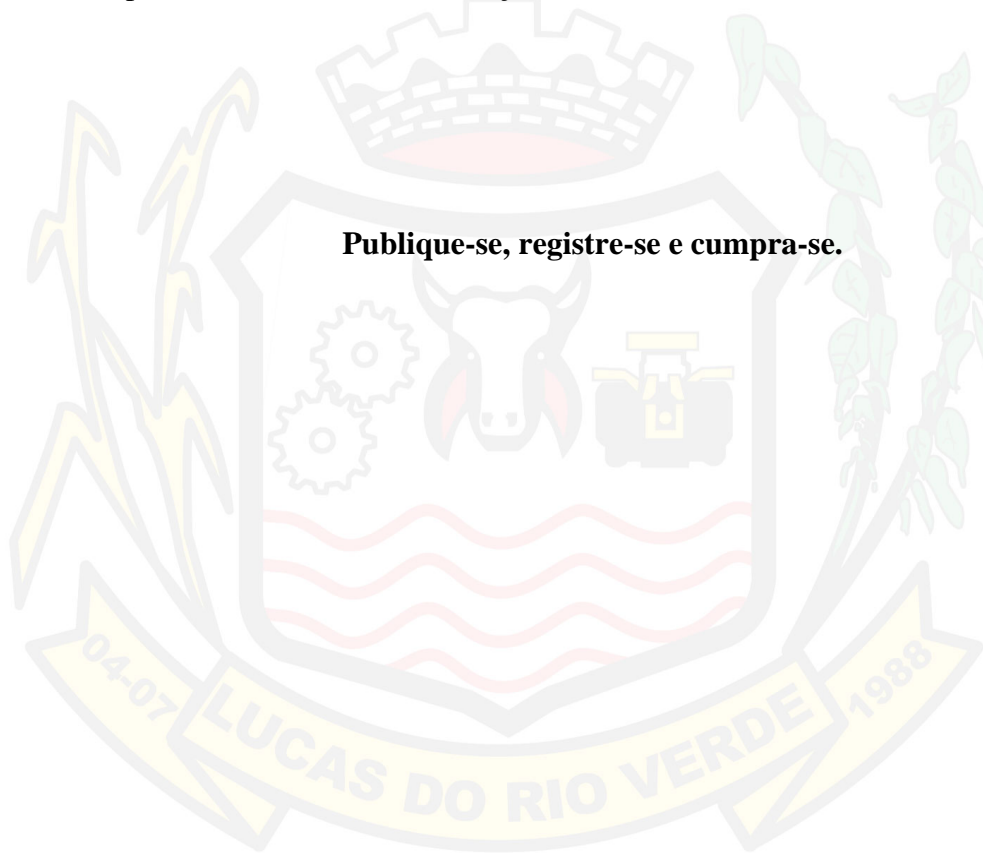 Publique-se, registre-se e cumpra-se.
04-07
LUCAS DO RIO VERDE
1988